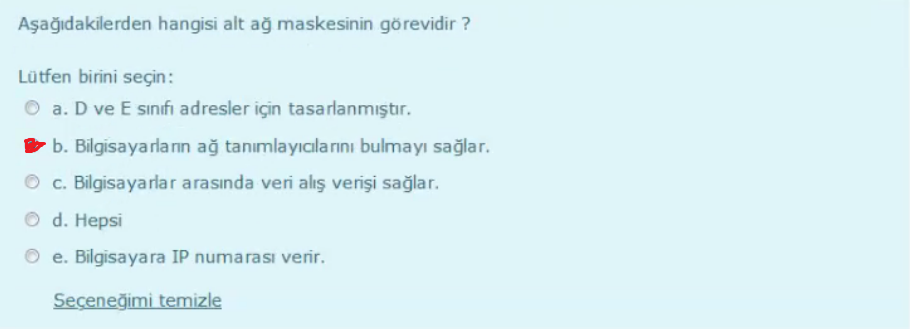 Aşağıdakilerden hangisi alt ağ maskesinin görevidir ?
Lütfen birini seçin:
a. D ve E sınıfı adresler için tasarlanmıştır.
b. Bilgisayarların ağ tanımlayıcılarını bulmayı sağlar.
c. Bilgisayarlar arasında veri alış verişi sağlar.
d. Hepsi
e. Bilgisayara IP numarası verir.
Seçeneğimi temizle